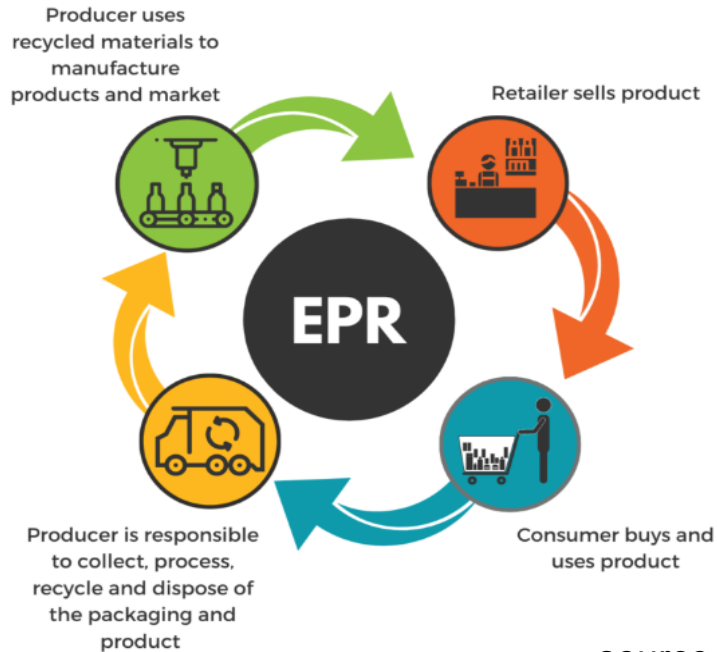 Producer uses
recycled materials to
manufacture
products and market
Retailer sells product
EPR
Consumer buys and
uses product
Producer is responsible
to collect, process,
recycle and dispose of
the packaging and
product